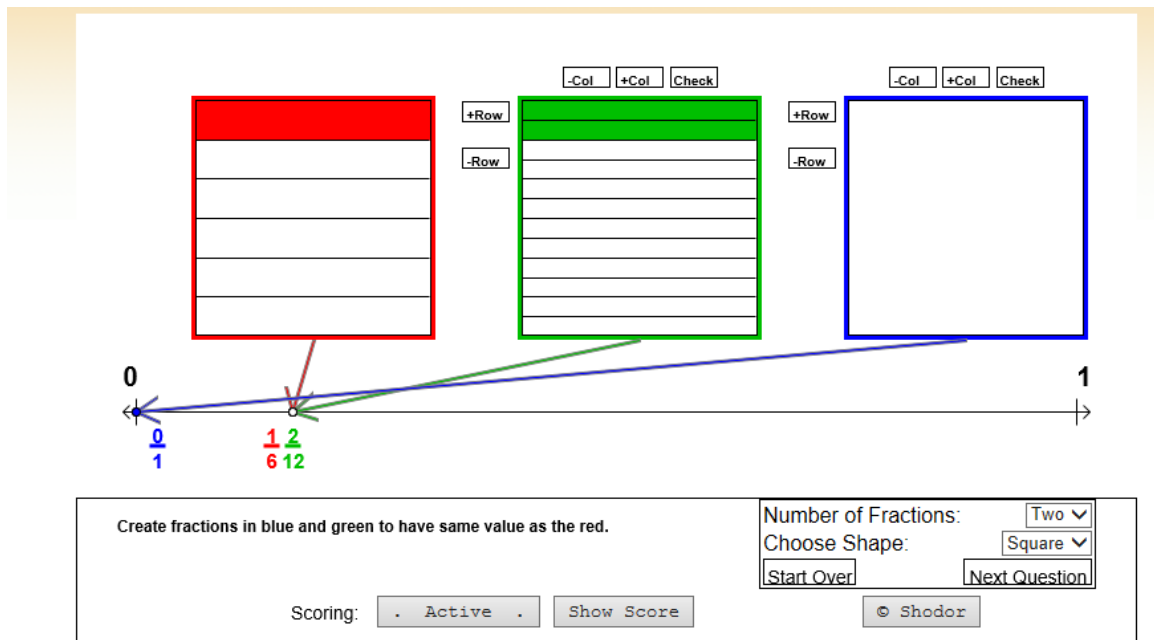 -Col +Col Check -Col +Col Check
+Row +Row
-Row -Row
0 1
0 1 2
1 6 12
Create fractions in blue and green to have same value as the red.
Number of Fractions: Two
Choose Shape: Square
Start Over Next Question
Scoring: . Active . Show Score © Shodor